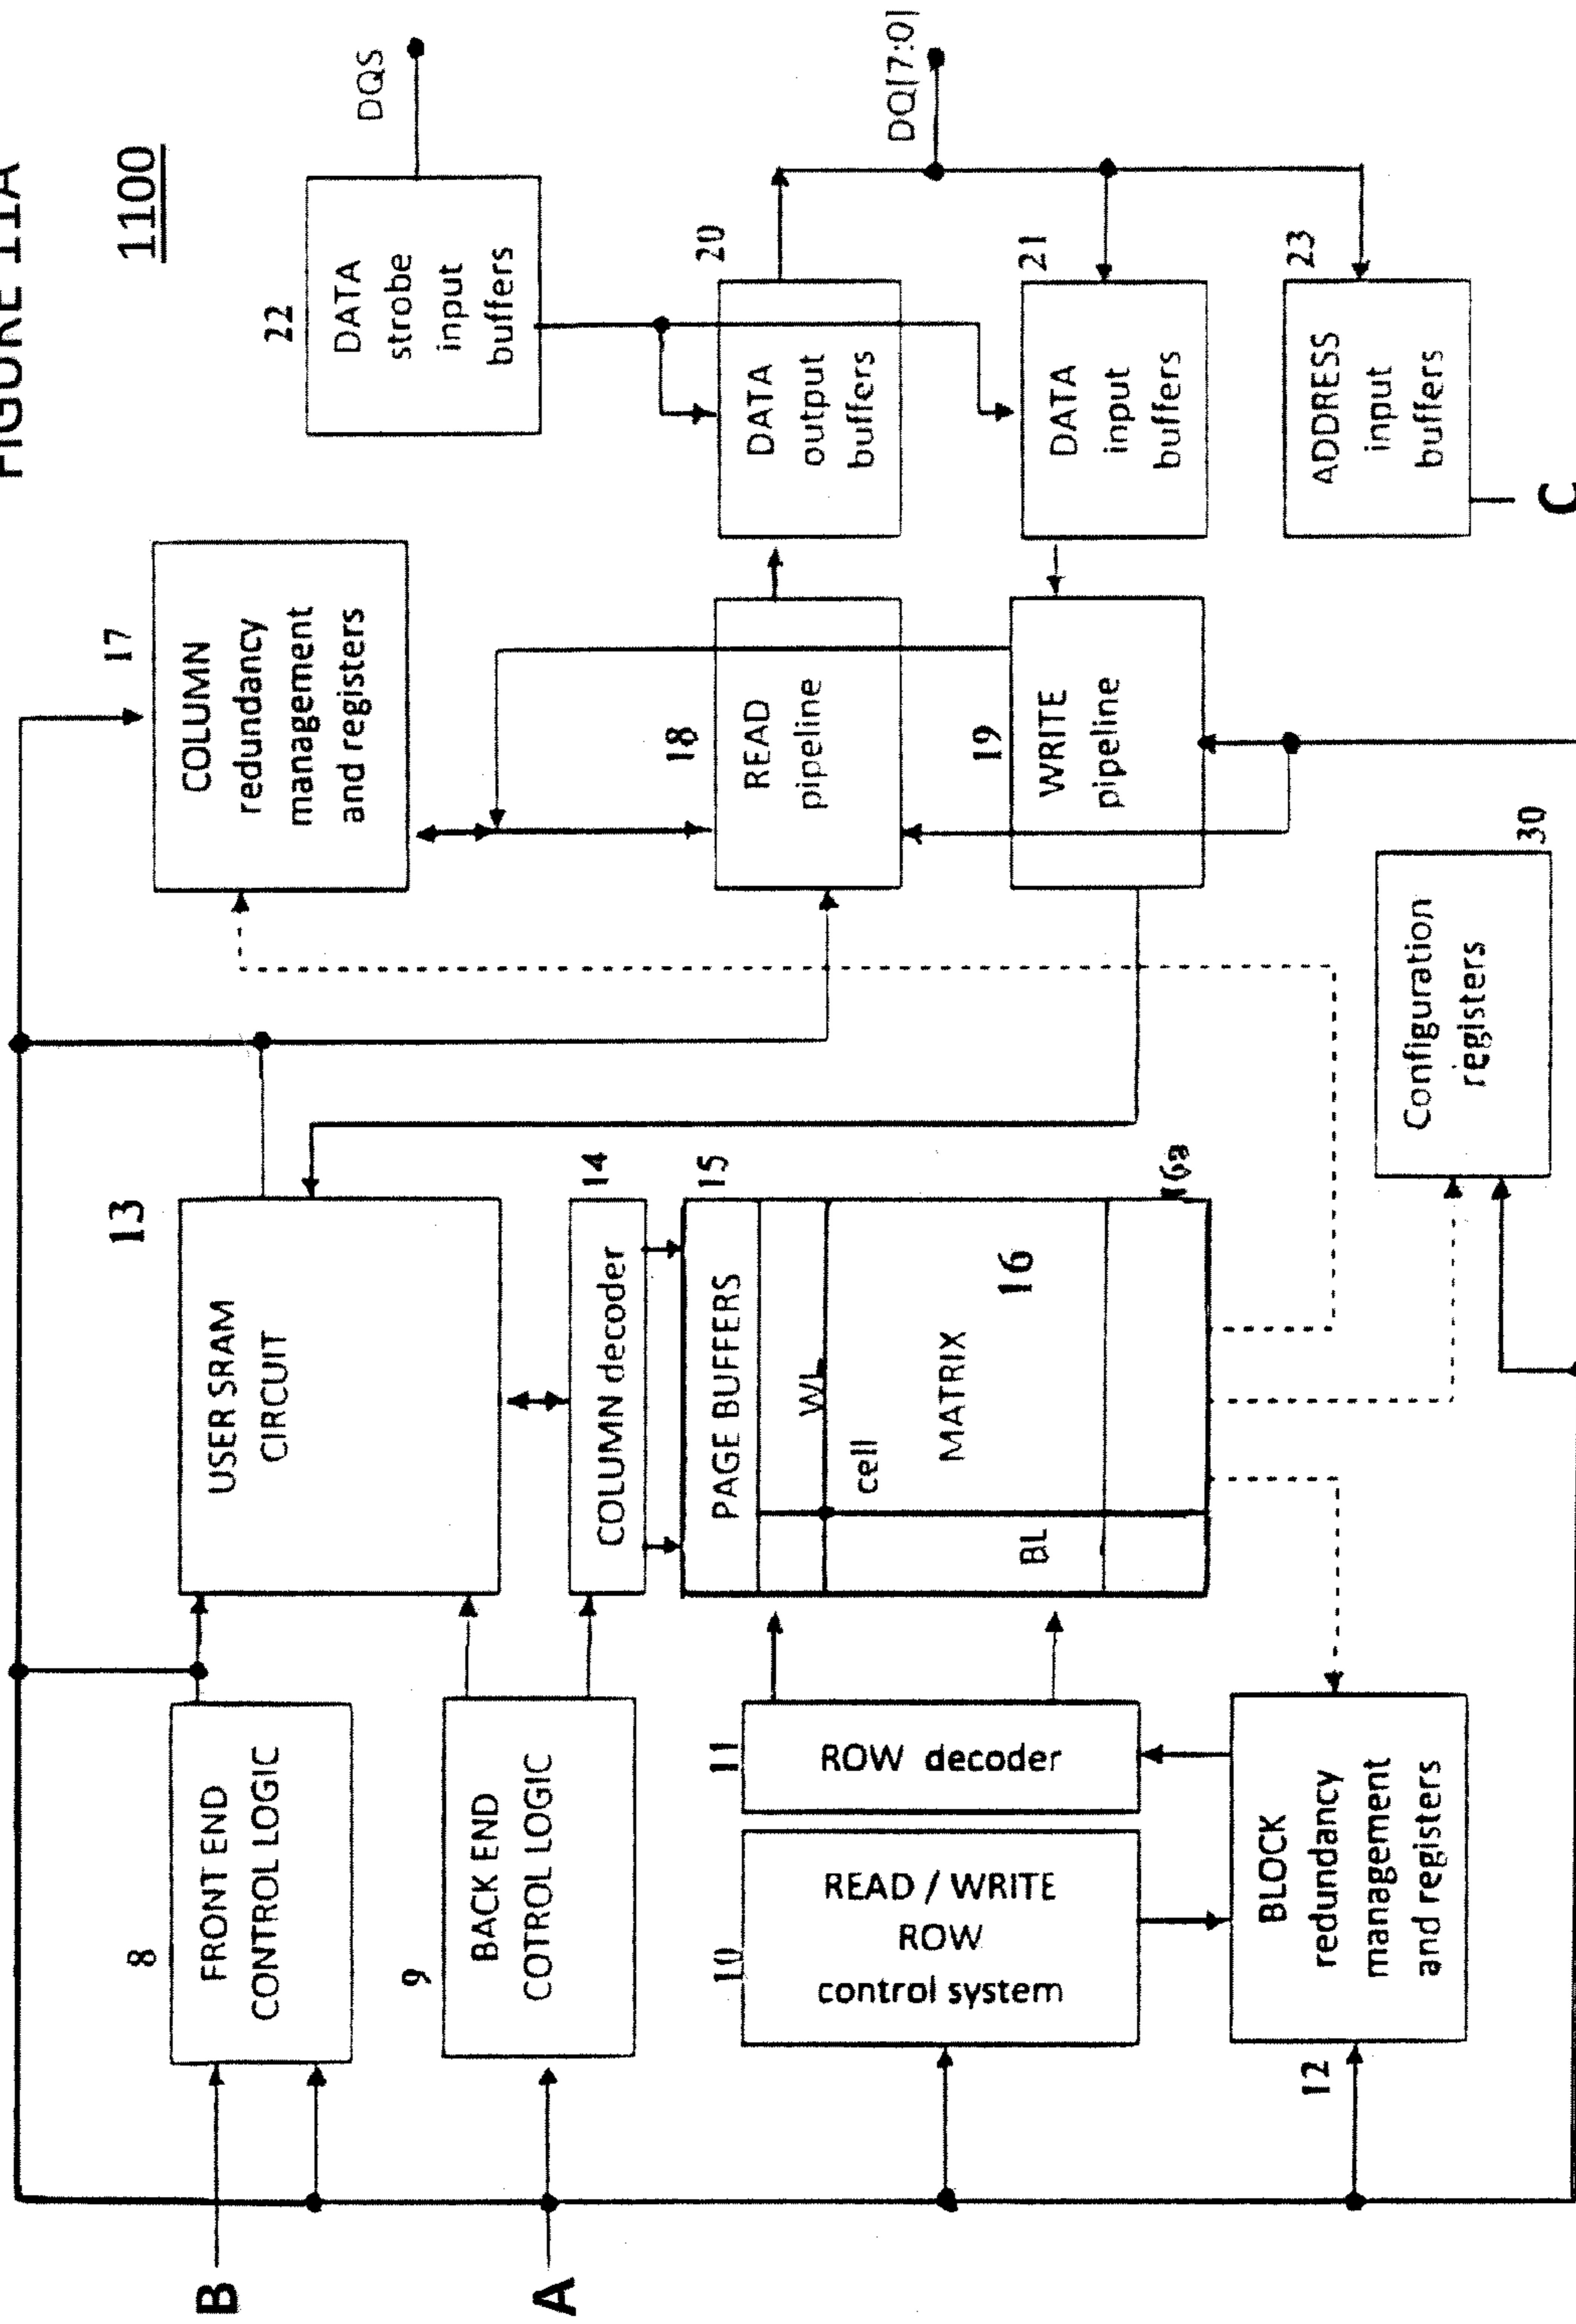 FIGURE 11A
1100
B
A
8
FRONT END
CONTROL LOGIC
9
BACK END
COTROL LOGIC
10
READ / WRITE
ROW
control system
11
ROW decoder
12
BLOCK
redundancy
management
and registers
13
USER SRAM
CIRCUIT
14
COLUMN decoder
15
PAGE BUFFERS
WL
cell
MATRIX
16
BL
16a
17
COLUMN
redundancy
management
and registers
18
READ
pipeline
19
WRITE
pipeline
30
Configuration
registers
22
DATA
strobe
input
buffers
DQS
20
DATA
output
buffers
21
DATA
input
buffers
23
ADDRESS
input
buffers
DQ[7:0]
C